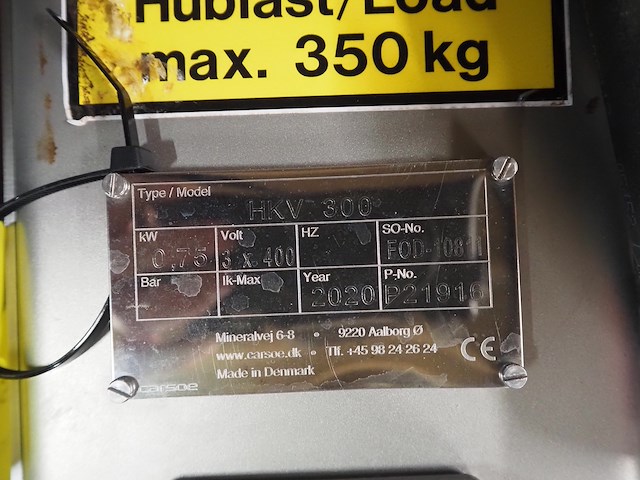 Hublast/Load
max. 350 kg
Type / Model
HKV 300
kW Volt HZ SO-No.
0,75 3 x 400
Bar Ik-Max Year P-No.
2020 P21916
Mineralvej 6-8 • 9220 Aalborg Ø
www.carsoe.dk • Tlf. +45 98 24 26 24
Made in Denmark
CE
carsoe